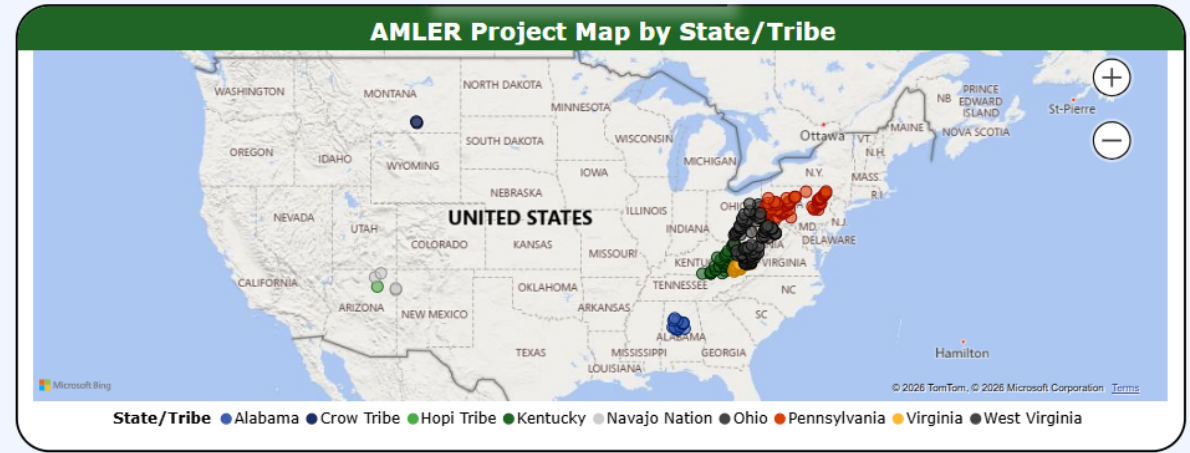 AMLER Project Map by State/Tribe
WASHINGTON
MONTANA
NORTH DAKOTA
MINNESOTA
NB
PRINCE
EDWARD
ISLAND
St-Pierre
Ottawa
MAINE
NOVA SCOTIA
OREGON
IDAHO
WYOMING
SOUTH DAKOTA
WISCONSIN
MICHIGAN
VT.
N.H.
N.Y.
MASS.
R.I.
IOWA
NEBRASKA
NEVADA
UTAH
UNITED STATES
ILLINOIS
INDIANA
MD
N.J.
DELAWARE
COLORADO
KANSAS
MISSOURI
VIRGINIA
CALIFORNIA
ARIZONA
NEW MEXICO
OKLAHOMA
ARKANSAS
TENNESSEE
NC
SC
TEXAS
MISSISSIPPI
ALABAMA
GEORGIA
LOUISIANA
Hamilton
Microsoft Bing
© 2026 TomTom, © 2026 Microsoft Corporation Terms
State/Tribe Alabama Crow Tribe Hopi Tribe Kentucky Navajo Nation Ohio Pennsylvania Virginia West Virginia